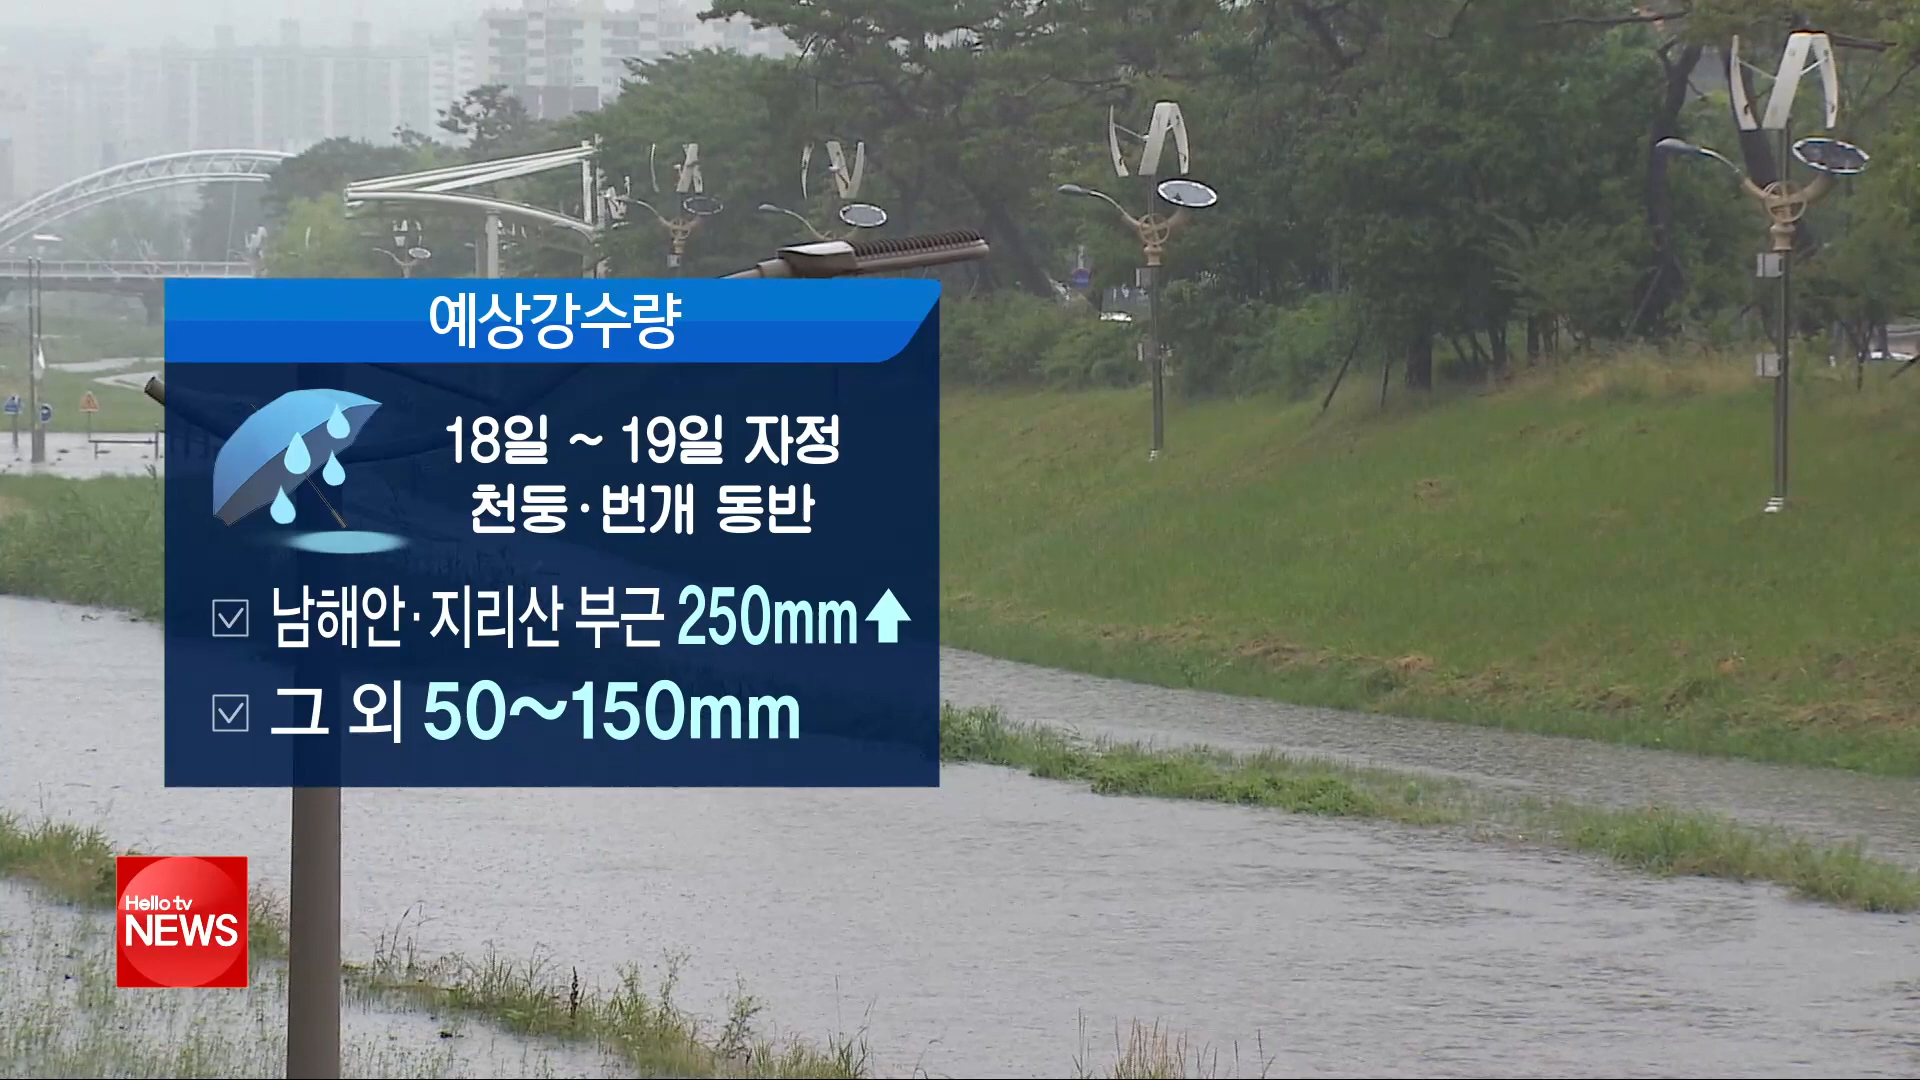 예상강수량
18일 ~ 19일 자정
천둥·번개 동반
남해안·지리산 부근 250mm⬆
그 외 50~150mm
Hello tv
NEWS